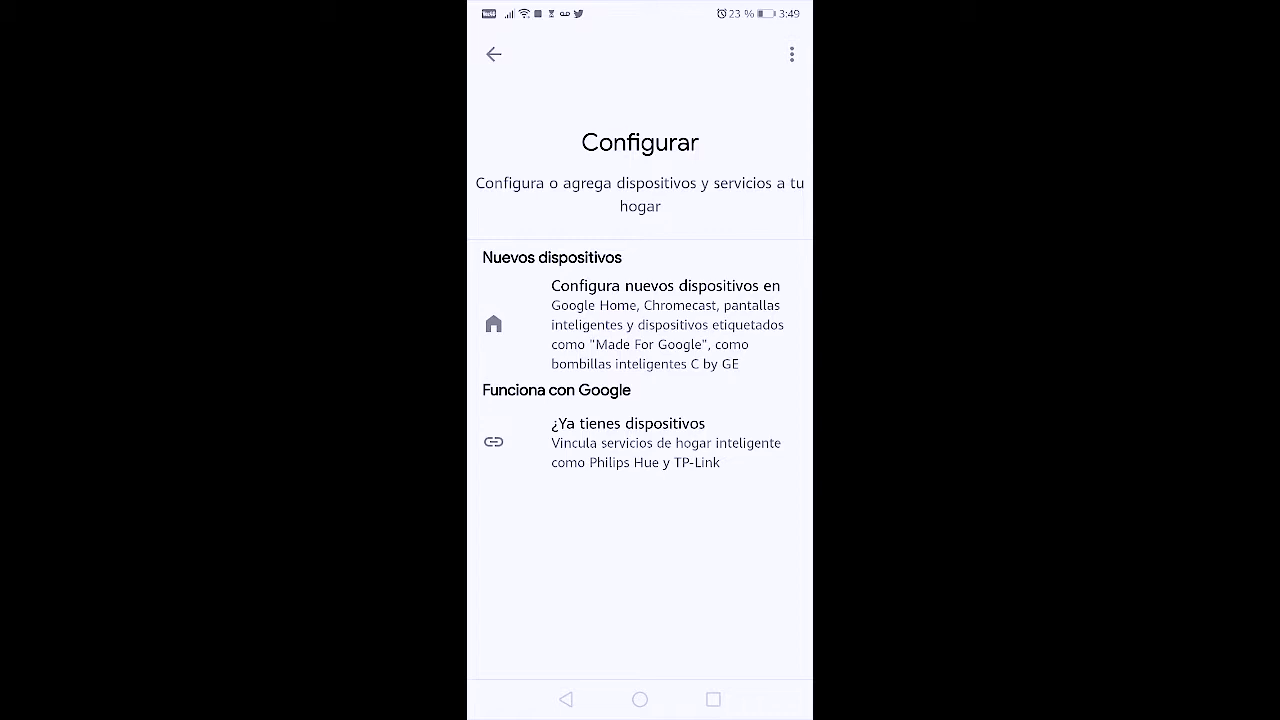 23 % 3:49
Configurar
Configura o agrega dispositivos y servicios a tu
hogar
Nuevos dispositivos
Configura nuevos dispositivos en
Google Home, Chromecast, pantallas
inteligentes y dispositivos etiquetados
como "Made For Google", como
bombillas inteligentes C by GE
Funciona con Google
¿Ya tienes dispositivos
Vincula servicios de hogar inteligente
como Philips Hue y TP-Link